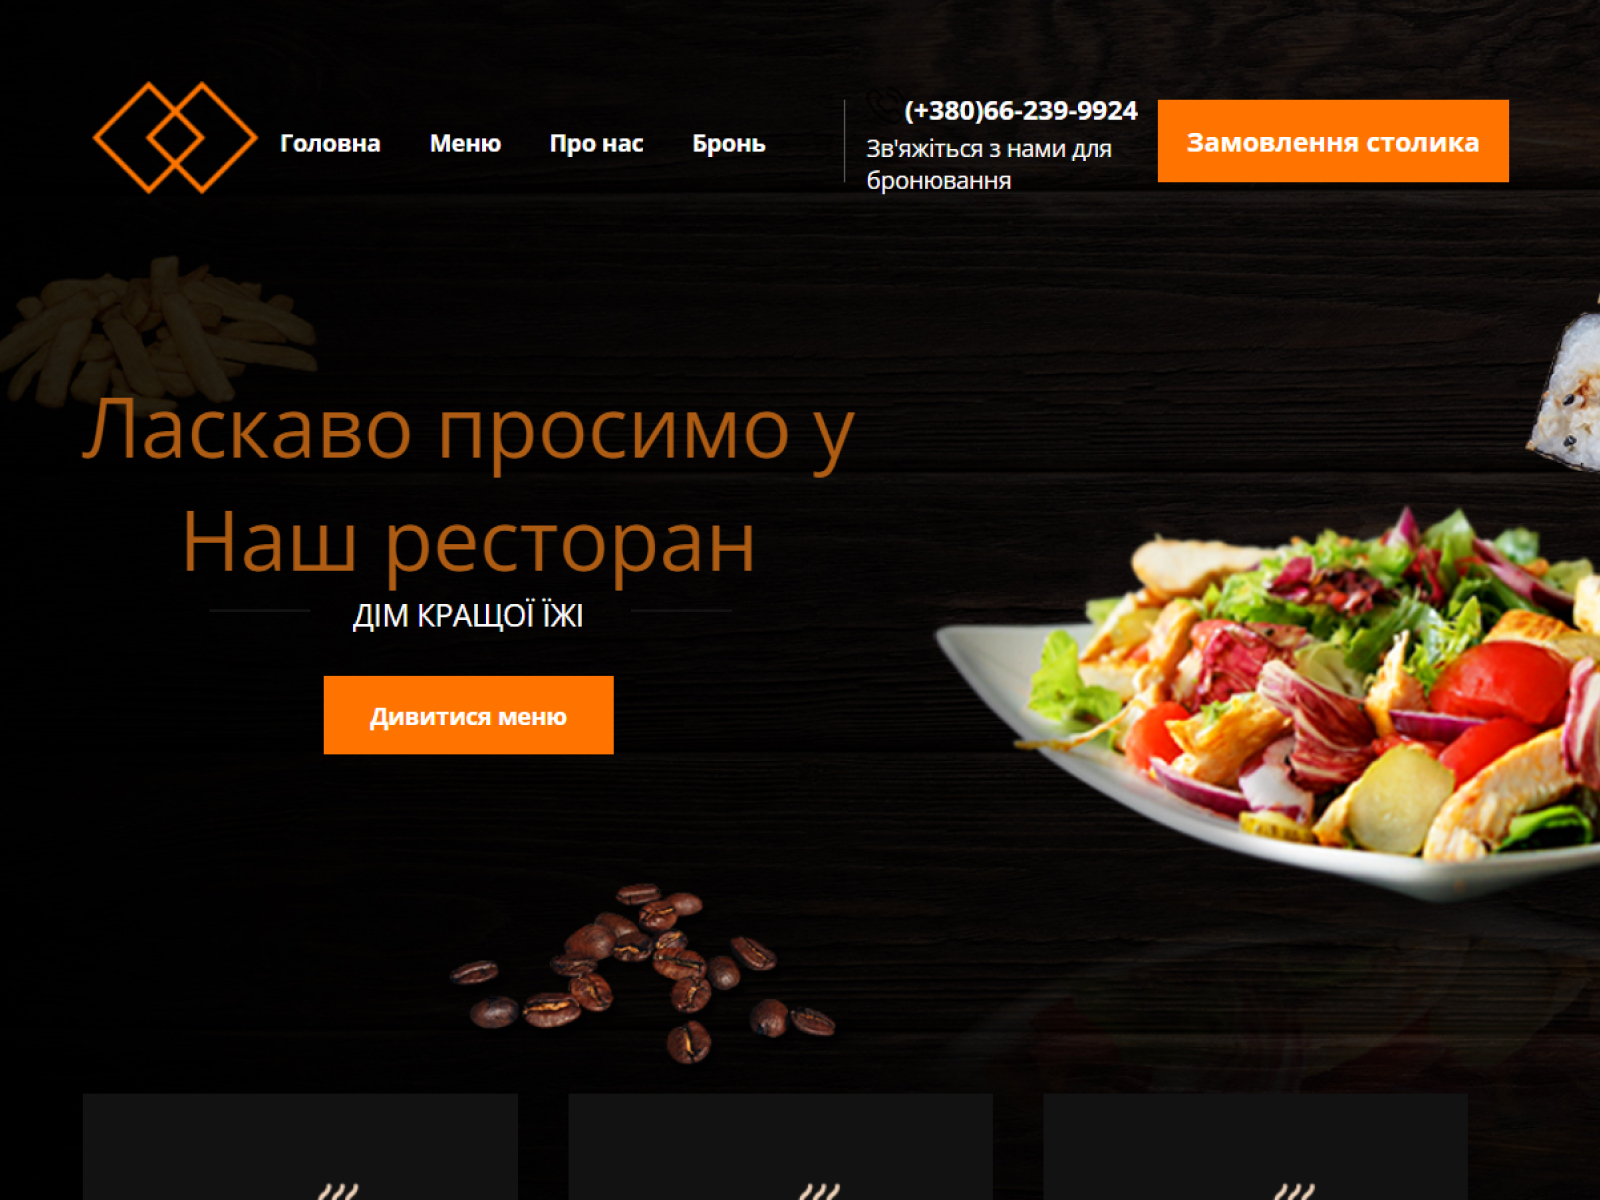 Головна
Меню
Про нас
Бронь
(+380)66-239-9924
Зв'яжіться з нами для
бронювання
Замовлення столика
Ласкаво просимо у
Наш ресторан
ДІМ КРАЩОЇ ЇЖІ
Дивитися меню